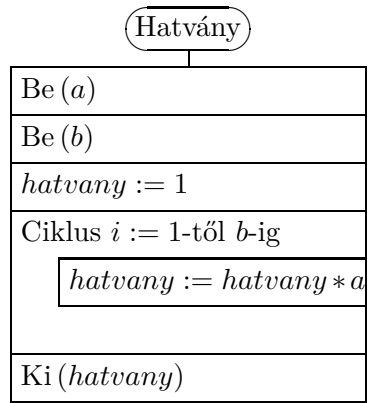 Hatvány
Be (a)
Be (b)
hatvany := 1
Ciklus i := 1-től b-ig
hatvany := hatvany * a
Ki (hatvany)